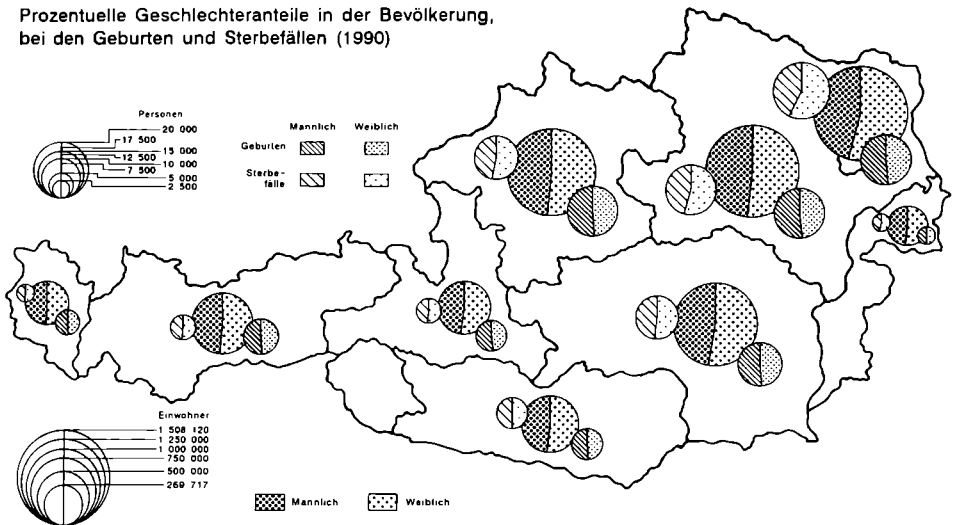 Prozentuelle Geschlechteranteile in der Bevölkerung,
bei den Geburten und Sterbefällen (1990)
Personen
20 000
17 500
15 000
12 500
10 000
7 500
5 000
2 500
Mannlich Weiblich
Geburten
Sterbe-
fälle
Einwohner
1 508 120
1 250 000
1 000 000
750 000
500 000
269 717
Mannlich Weiblich